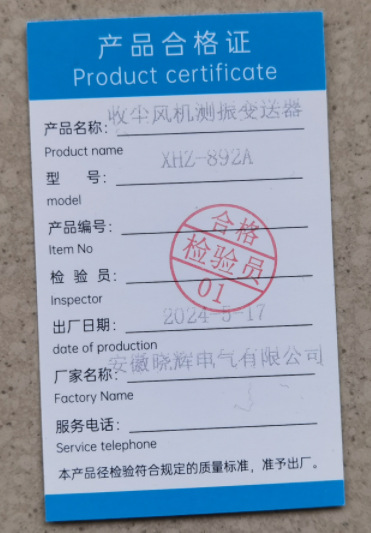 产品合格证
Product certificate
产品名称： 收尘风机测振变送器
Product name
型 号： XHZ-892A
model
产品编号：
Item No
合格
检验员
01
检 验 员：
Inspector
出厂日期： 2024-5-17
date of production
厂家名称： 安徽晓辉电气有限公司
Factory Name
服务电话：
Service telephone
本产品径检验符合规定的质量标准，准予出厂。